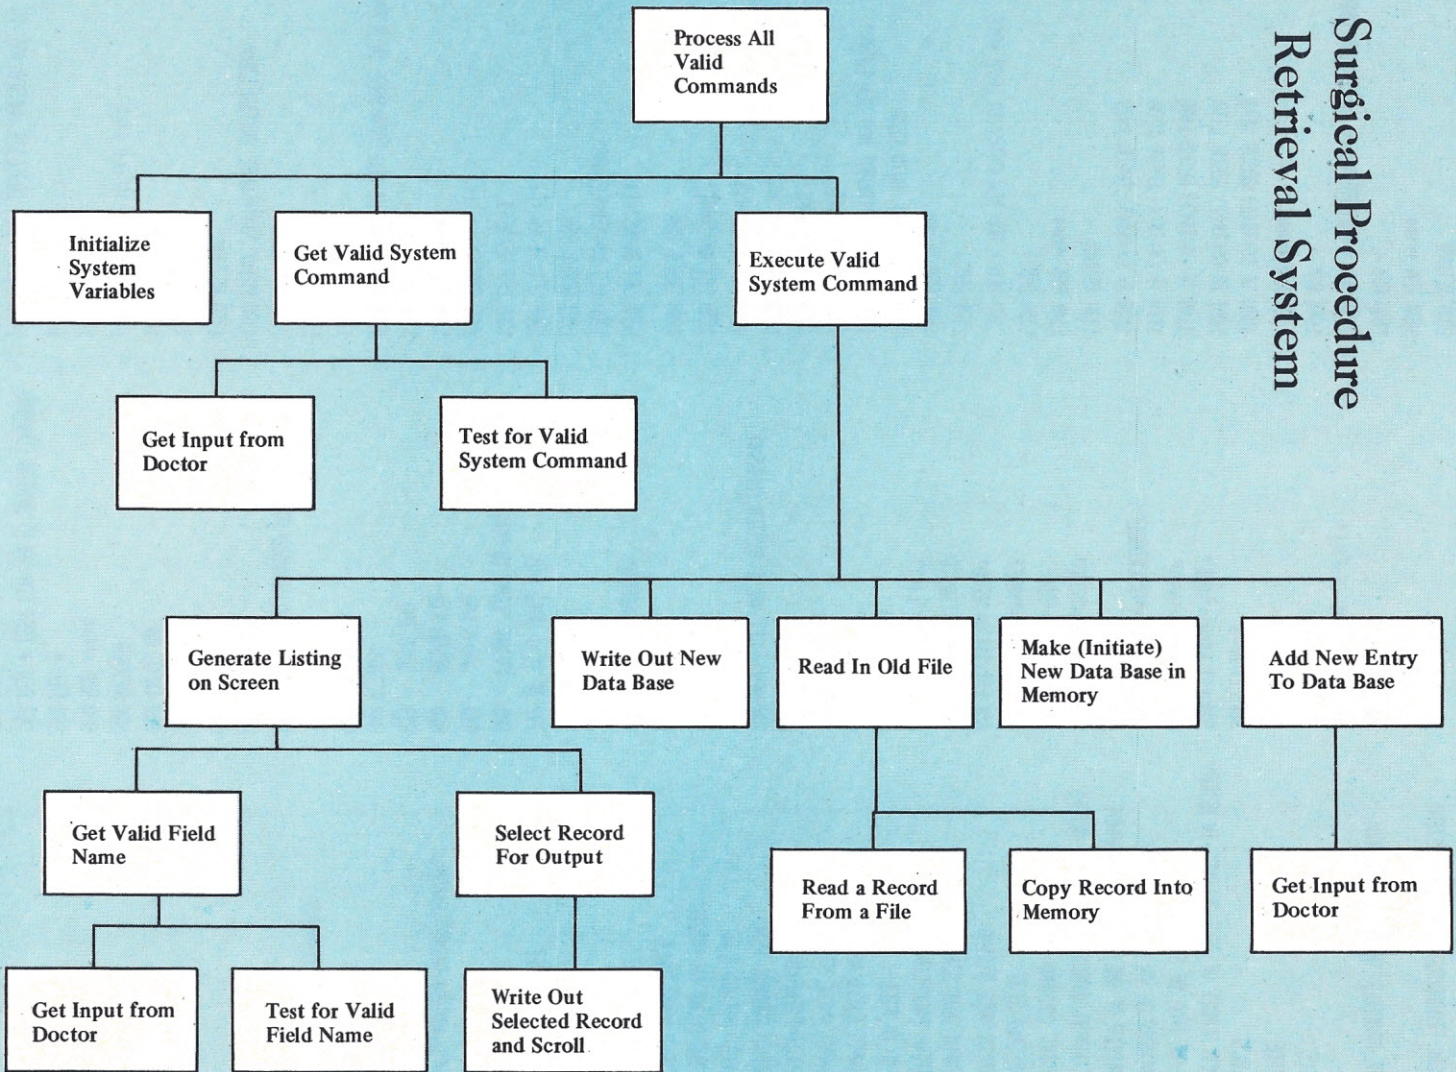 Surgical Procedure
Retrieval System
Process All
Valid
Commands
Initialize
System
Variables
Get Valid System
Command
Execute Valid
System Command
Get Input from
Doctor
Test for Valid
System Command
Generate Listing
on Screen
Write Out New
Data Base
Read In Old File
Make (Initiate)
New Data Base in
Memory
Add New Entry
To Data Base
Get Valid Field
Name
Select Record
For Output
Read a Record
From a File
Copy Record Into
Memory
Get Input from
Doctor
Get Input from
Doctor
Test for Valid
Field Name
Write Out
Selected Record
and Scroll